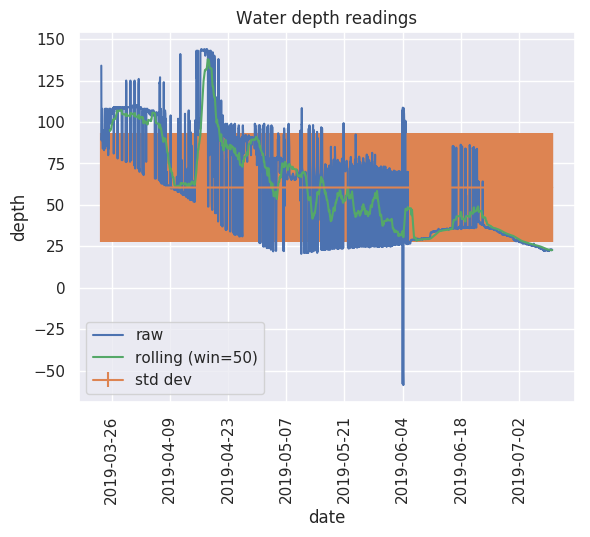 Water depth readings
150
125
100
75
50
25
0
−25
−50
depth
raw
rolling (win=50)
std dev
2019-03-26
2019-04-09
2019-04-23
2019-05-07
2019-05-21
2019-06-04
2019-06-18
2019-07-02
date